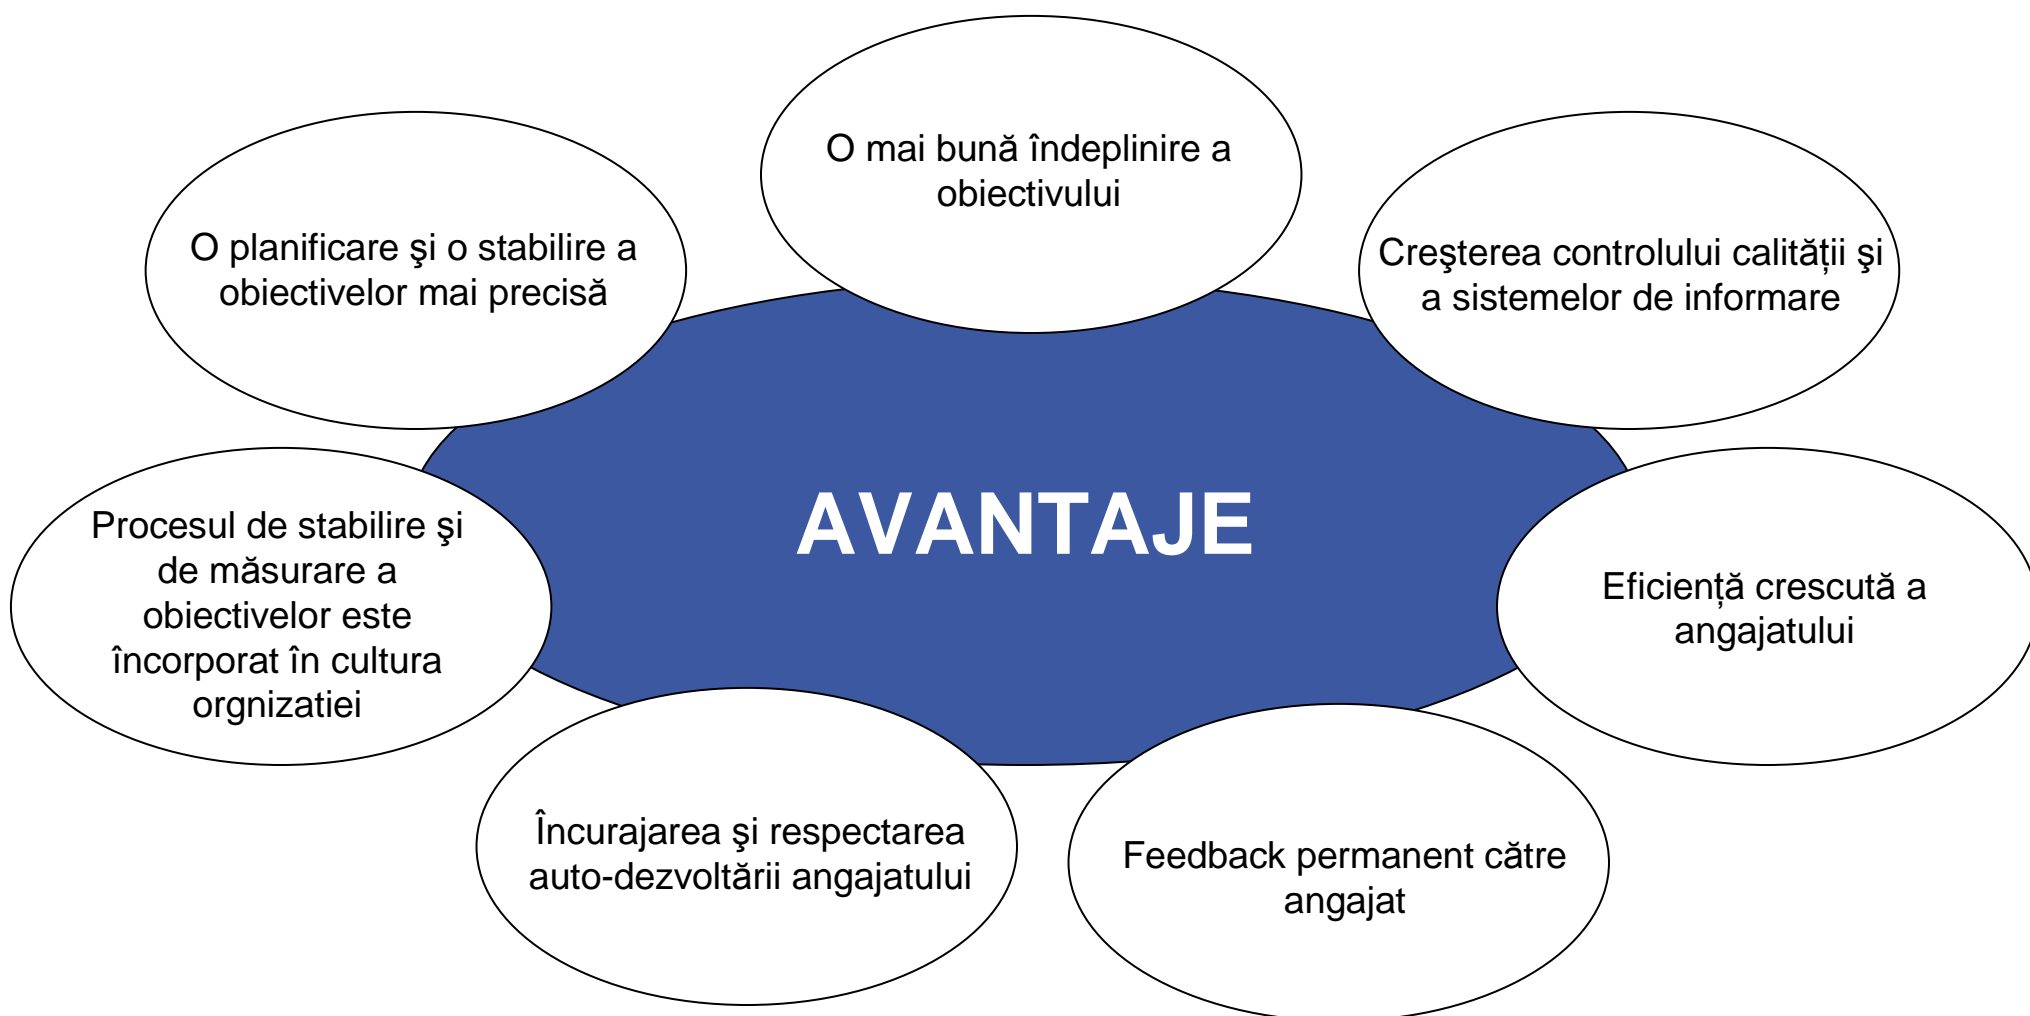 O mai bună îndeplinire a
obiectivului
O planificare şi o stabilire a
obiectivelor mai precisă
Creşterea controlului calităţii şi
a sistemelor de informare
AVANTAJE
Procesul de stabilire şi
de măsurare a
obiectivelor este
încorporat în cultura
orgnizatiei
Eficienţă crescută a
angajatului
Încurajarea şi respectarea
auto-dezvoltării angajatului
Feedback permanent către
angajat